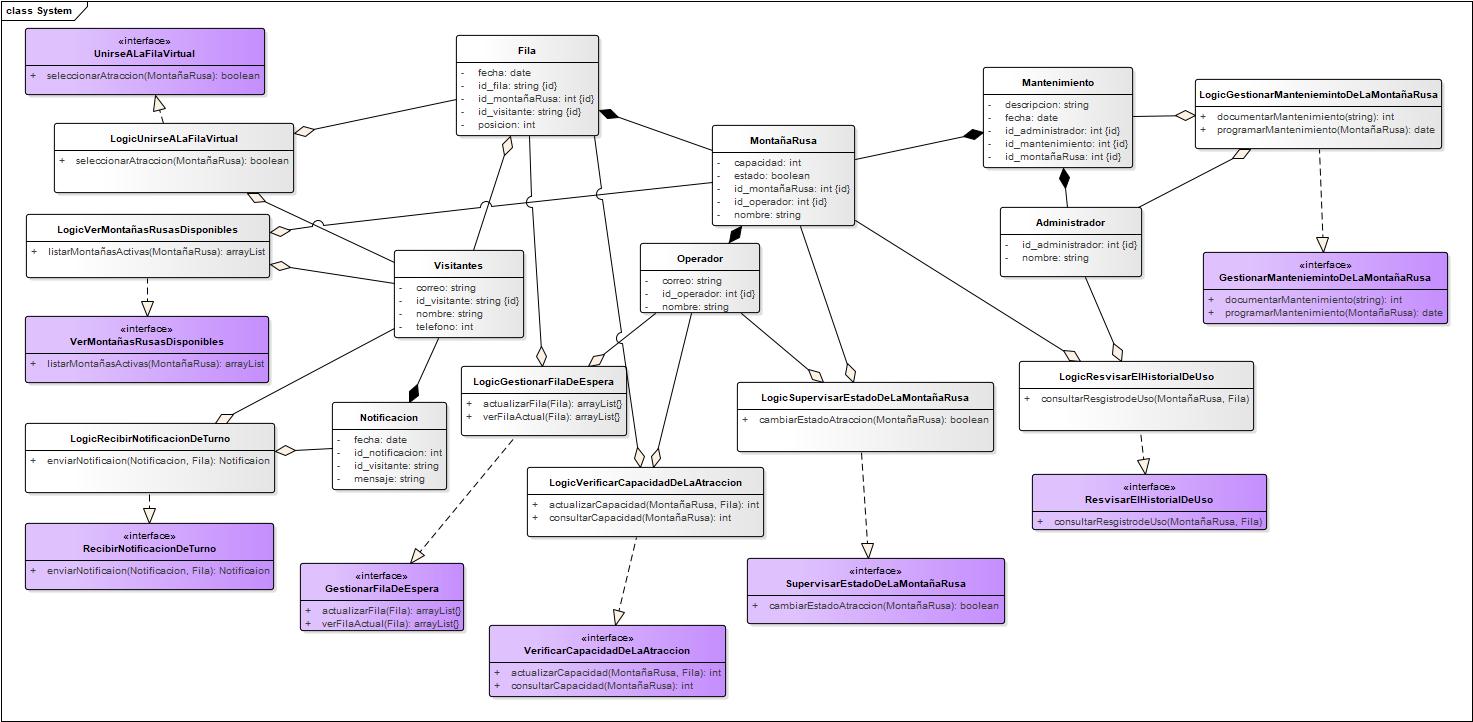 class System
«interface»
UnirseALaFilaVirtual
+ seleccionarAtraccion(MontañaRusa): boolean
LogicUnirseALaFilaVirtual
+ seleccionarAtraccion(MontañaRusa): boolean
LogicVerMontañasRusasDisponibles
+ listarMontañasActivas(MontañaRusa): arrayList
«interface»
VerMontañasRusasDisponibles
+ listarMontañasActivas(MontañaRusa): arrayList
LogicRecibirNotificacionDeTurno
+ enviarNotificaion(Notificacion, Fila): Notificaion
«interface»
RecibirNotificacionDeTurno
+ enviarNotificaion(Notificacion, Fila): Notificaion
Fila
- fecha: date
- id_fila: string {id}
- id_montañaRusa: int {id}
- id_visitante: string {id}
- posicion: int
Visitantes
- correo: string
- id_visitante: string {id}
- nombre: string
- telefono: int
Notificacion
- fecha: date
- id_notificacion: int
- id_visitante: string
- mensaje: string
LogicGestionarFilaDeEspera
+ actualizarFila(Fila): arrayList{}
+ verFilaActual(Fila): arrayList{}
«interface»
GestionarFilaDeEspera
+ actualizarFila(Fila): arrayList{}
+ verFilaActual(Fila): arrayList{}
MontañaRusa
- capacidad: int
- estado: boolean
- id_montañaRusa: int {id}
- id_operador: int {id}
- nombre: string
Operador
- correo: string
- id_operador: int {id}
- nombre: string
LogicVerificarCapacidadDeLaAtraccion
+ actualizarCapacidad(MontañaRusa, Fila): int
+ consultarCapacidad(MontañaRusa): int
«interface»
VerificarCapacidadDeLaAtraccion
+ actualizarCapacidad(MontañaRusa, Fila): int
+ consultarCapacidad(MontañaRusa): int
LogicSupervisarEstadoDeLaMontañaRusa
+ cambiarEstadoAtraccion(MontañaRusa): boolean
«interface»
SupervisarEstadoDeLaMontañaRusa
+ cambiarEstadoAtraccion(MontañaRusa): boolean
Mantenimiento
- descripcion: string
- fecha: date
- id_administrador: int {id}
- id_mantenimiento: int {id}
- id_montañaRusa: int {id}
LogicGestionarManteniemintoDeLaMontañaRusa
+ documentarMantenimiento(string): int
+ programarMantenimiento(MontañaRusa): date
Administrador
- id_administrador: int {id}
- nombre: string
«interface»
GestionarManteniemintoDeLaMontañaRusa
+ documentarMantenimiento(string): int
+ programarMantenimiento(MontañaRusa): date
LogicResvisarElHistorialDeUso
+ consultarResgistrodeUso(MontañaRusa, Fila)
«interface»
ResvisarElHistorialDeUso
+ consultarResgistrodeUso(MontañaRusa, Fila)